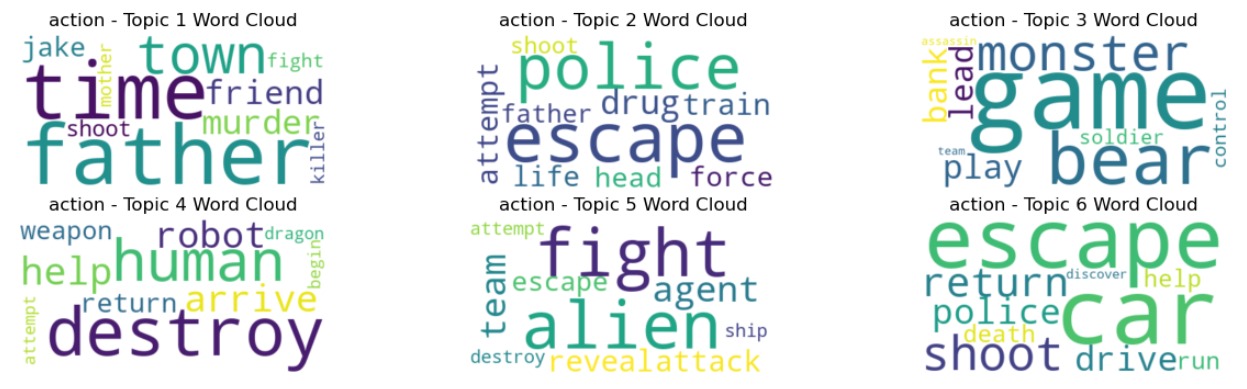 action - Topic 1 Word Cloud
jake
mother
town
fight
time
friend
shoot
murder
father
killer
action - Topic 2 Word Cloud
shoot
police
attempt
father
drug
train
escape
life
head
force
action - Topic 3 Word Cloud
assassin
bank
lead
monster
game
control
soldier
team
play
bear
action - Topic 4 Word Cloud
weapon
robot
dragon
help
human
begin
return
arrive
attempt
destroy
action - Topic 5 Word Cloud
attempt
fight
team
escape
agent
alien
ship
destroy
reveal
attack
action - Topic 6 Word Cloud
escape
return
discover
help
police
car
death
shoot
drive
run